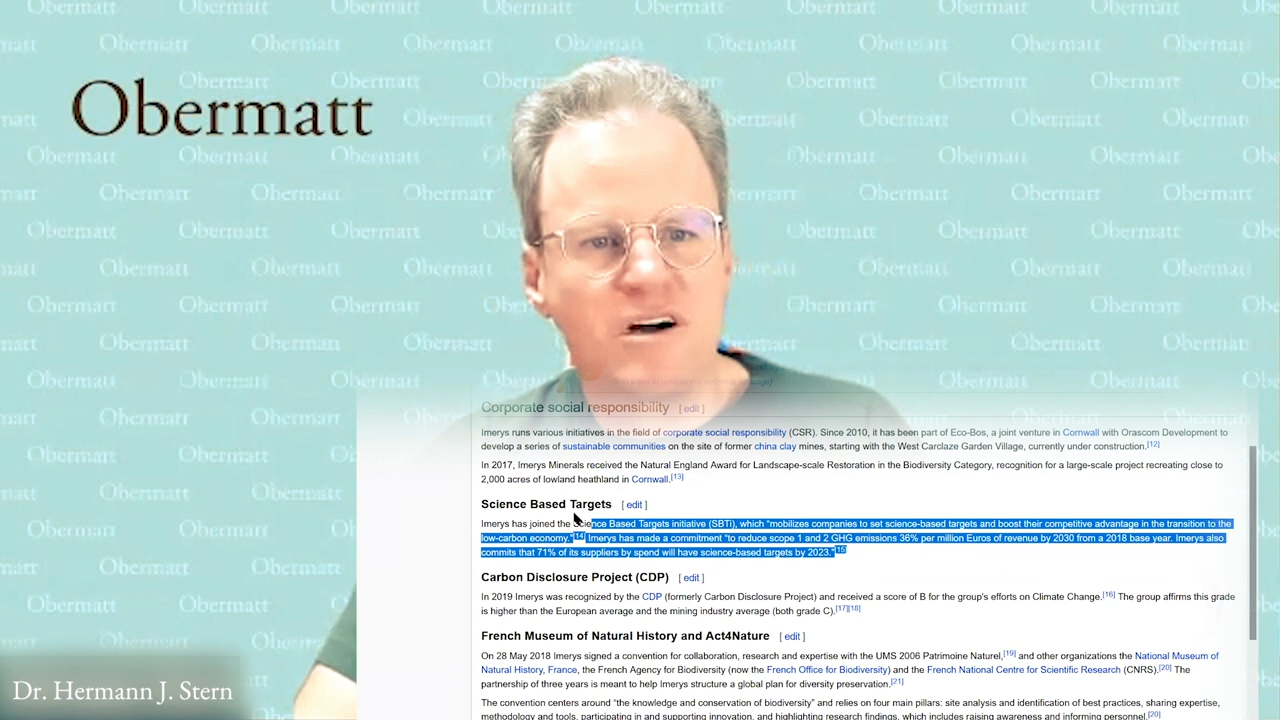 Obermatt
Corporate social responsibility [ edit ]
Imerys runs various initiatives in the field of corporate social responsibility (CSR). Since 2010, it has been part of Eco-Bos, a joint venture in Cornwall with Orascom Development to
develop a series of sustainable communities on the site of former china clay mines, starting with the West Carclaze Garden Village, currently under construction.[12]
In 2017, Imerys Minerals received the Natural England Award for Landscape-scale Restoration in the Biodiversity Category, recognition for a large-scale project recreating close to
2,000 acres of lowland heathland in Cornwall.[13]
Science Based Targets [ edit ]
Imerys has joined the Science Based Targets initiative (SBTi), which “mobilizes companies to set science-based targets and boost their competitive advantage in the transition to the
low-carbon economy.”[14] Imerys has made a commitment “to reduce scope 1 and 2 GHG emissions 36% per million Euros of revenue by 2030 from a 2018 base year. Imerys also
commits that 71% of its suppliers by spend will have science-based targets by 2023.”[15]
Carbon Disclosure Project (CDP) [ edit ]
In 2019 Imerys was recognized by the CDP (formerly Carbon Disclosure Project) and received a score of B for the group's efforts on Climate Change.[16] The group affirms this grade
is higher than the European average and the mining industry average (both grade C).[17][18]
French Museum of Natural History and Act4Nature [ edit ]
On 28 May 2018 Imerys signed a convention for collaboration, research and expertise with the UMS 2006 Patrimoine Naturel,[19] and other organizations the National Museum of
Natural History, France, the French Agency for Biodiversity (now the French Office for Biodiversity) and the French National Centre for Scientific Research (CNRS).[20] The
partnership of three years is meant to help Imerys structure a global plan for diversity preservation.[21]
The convention centers around “the knowledge and conservation of biodiversity” and relies on four main pillars: site analysis and identification of best practices, sharing expertise,
methodology and tools, participating in and supporting innovation, and highlighting research findings, which includes raising awareness and informing personnel.[20]
Dr. Hermann J. Stern